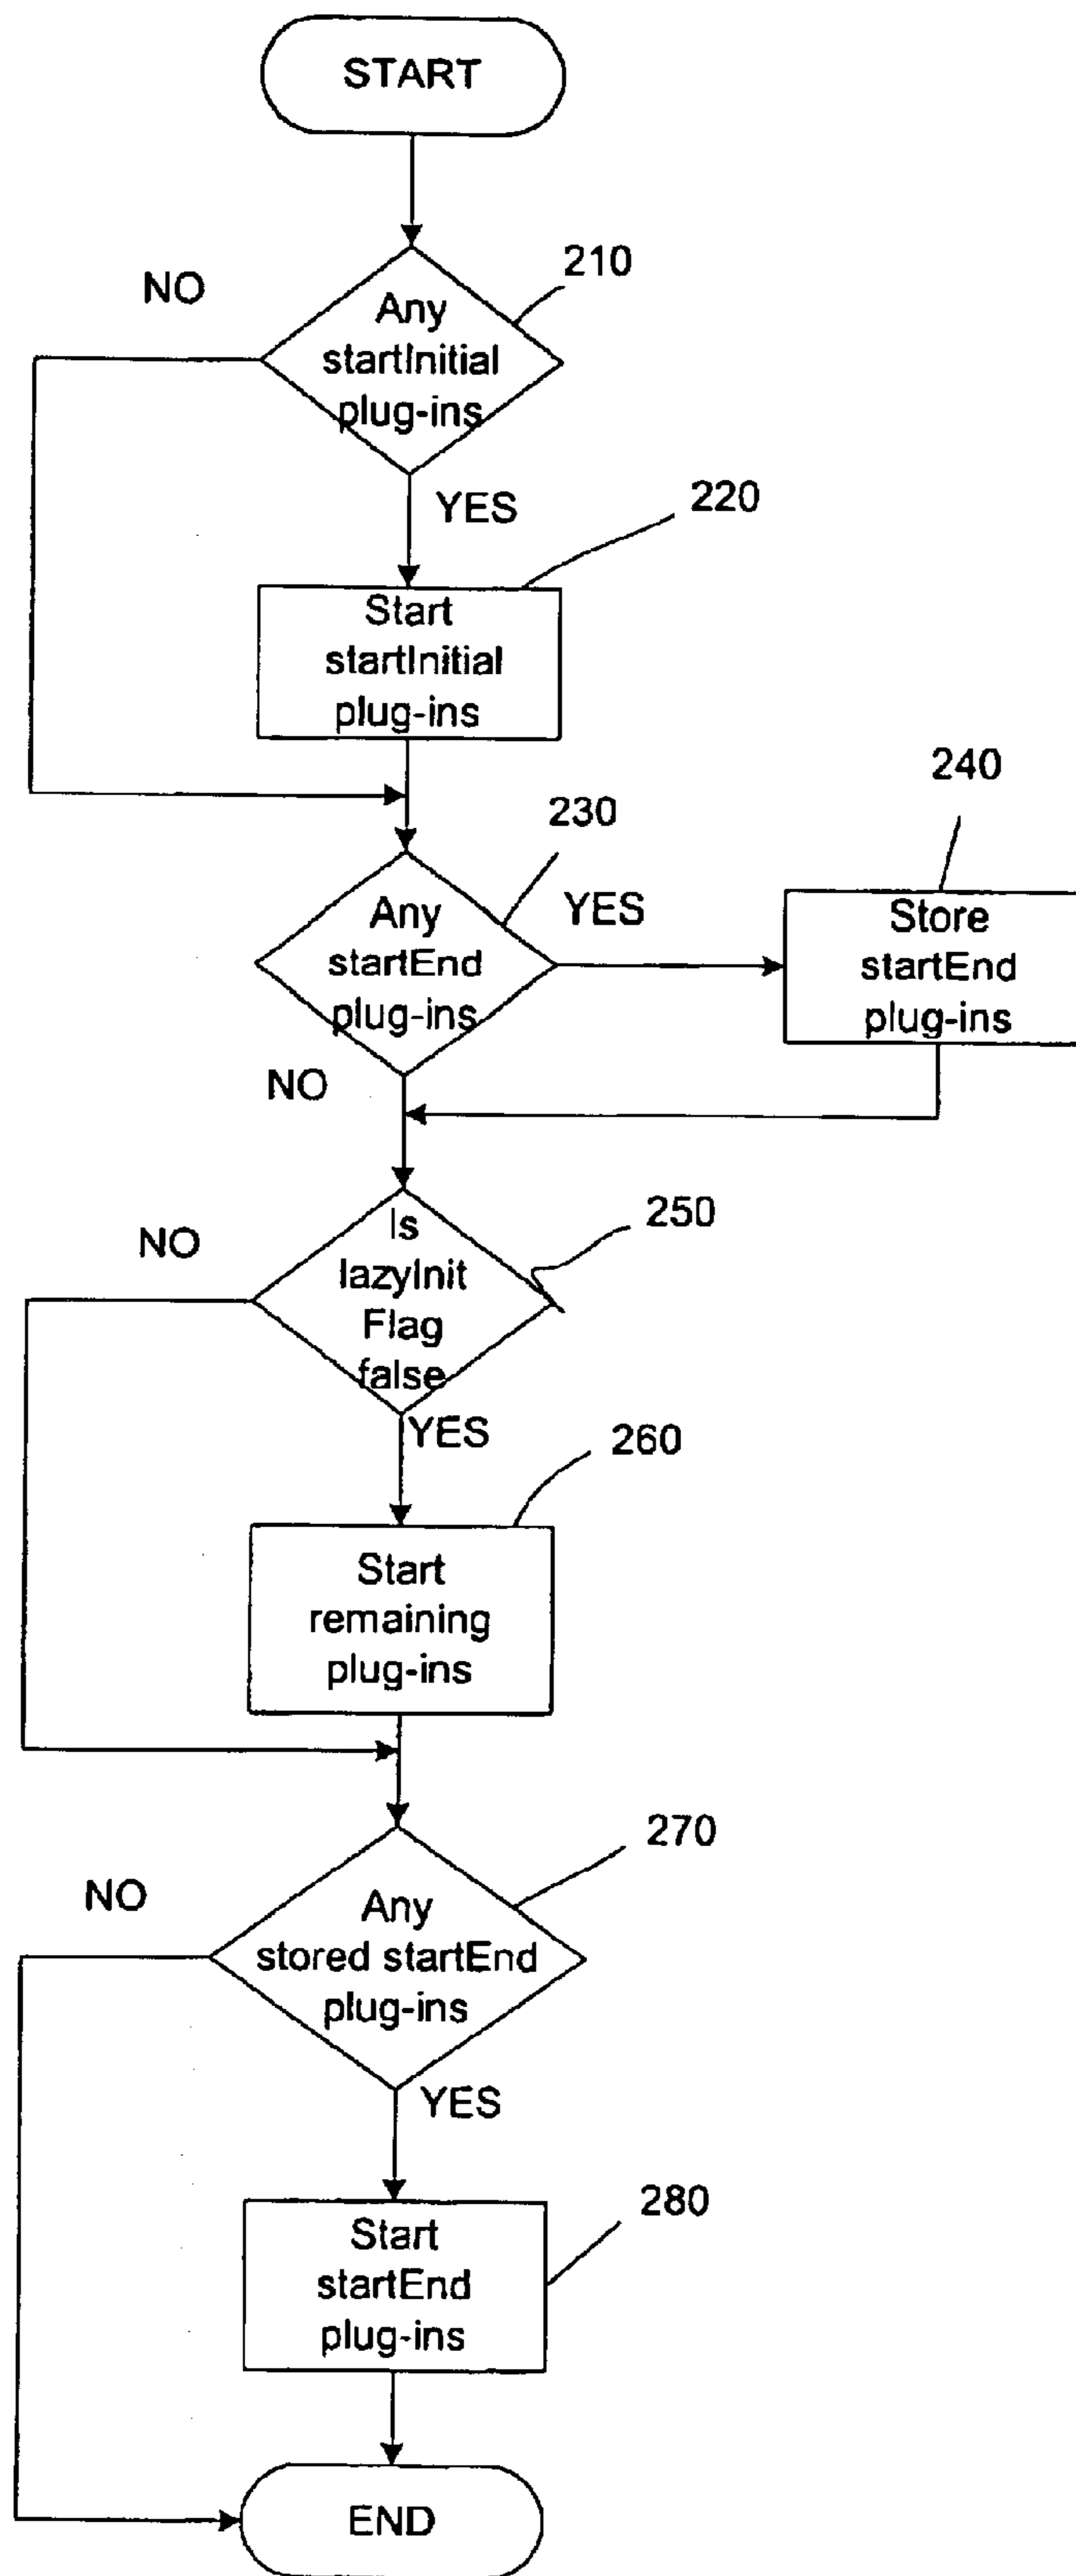 START
210
NO
Any
startInitial
plug-ins
YES
220
Start
startInitial
plug-ins
240
230
YES
Any
startEnd
plug-ins
Store
startEnd
plug-ins
NO
250
NO
Is
lazyInit
Flag
false
YES
260
Start
remaining
plug-ins
270
NO
Any
stored startEnd
plug-ins
YES
280
Start
startEnd
plug-ins
END